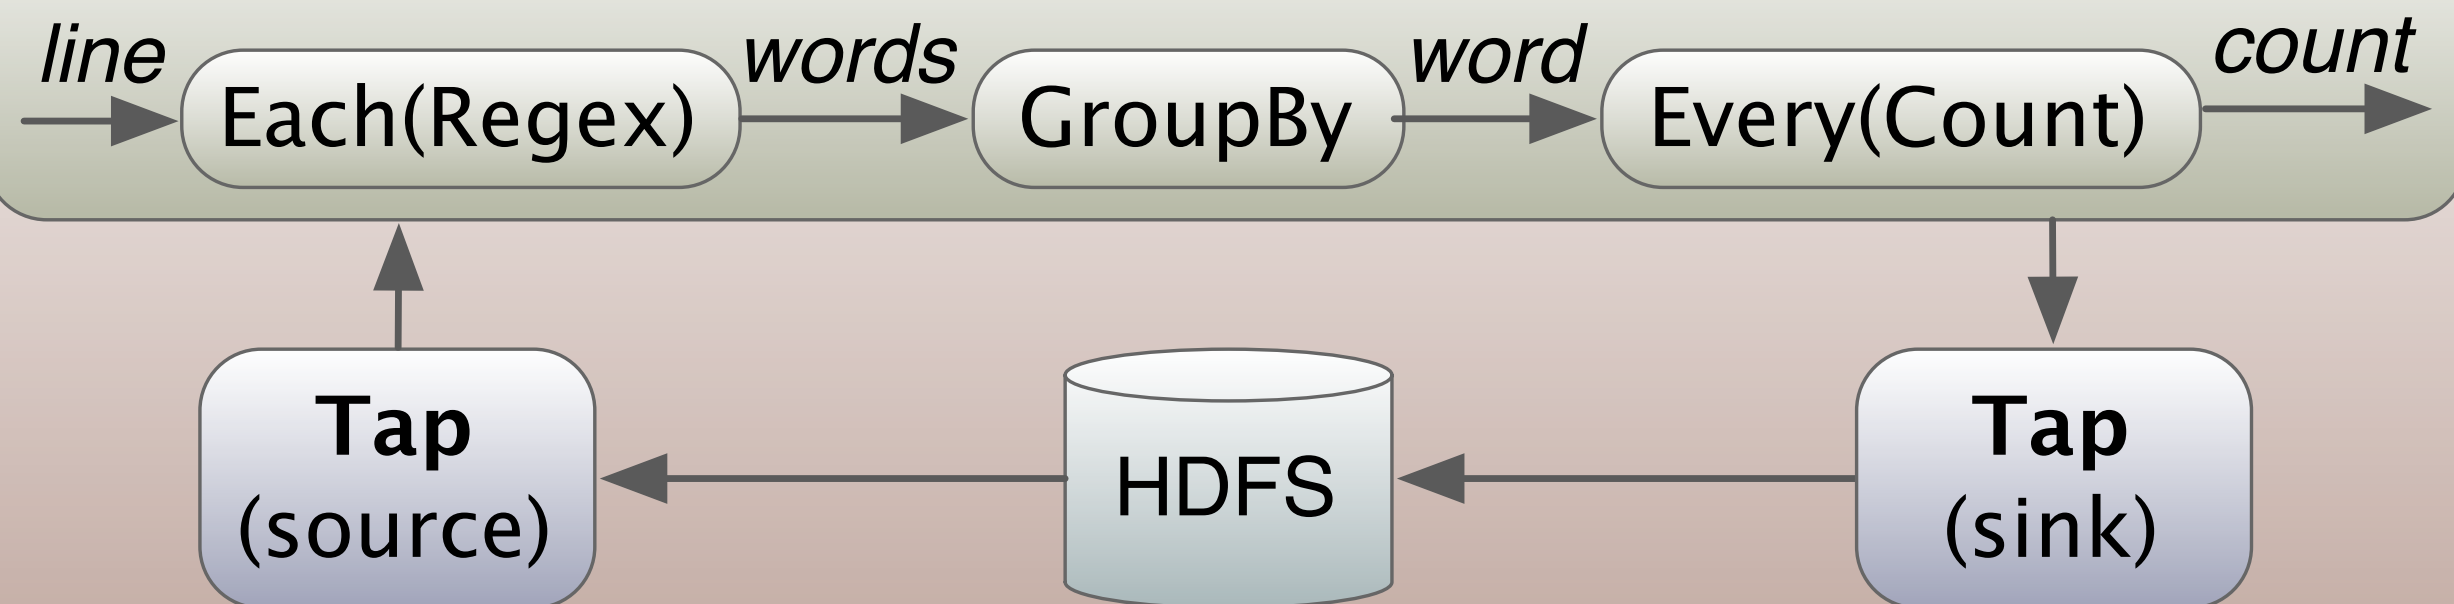 line
Each(Regex)
words
GroupBy
word
Every(Count)
count
Tap
(source)
HDFS
Tap
(sink)